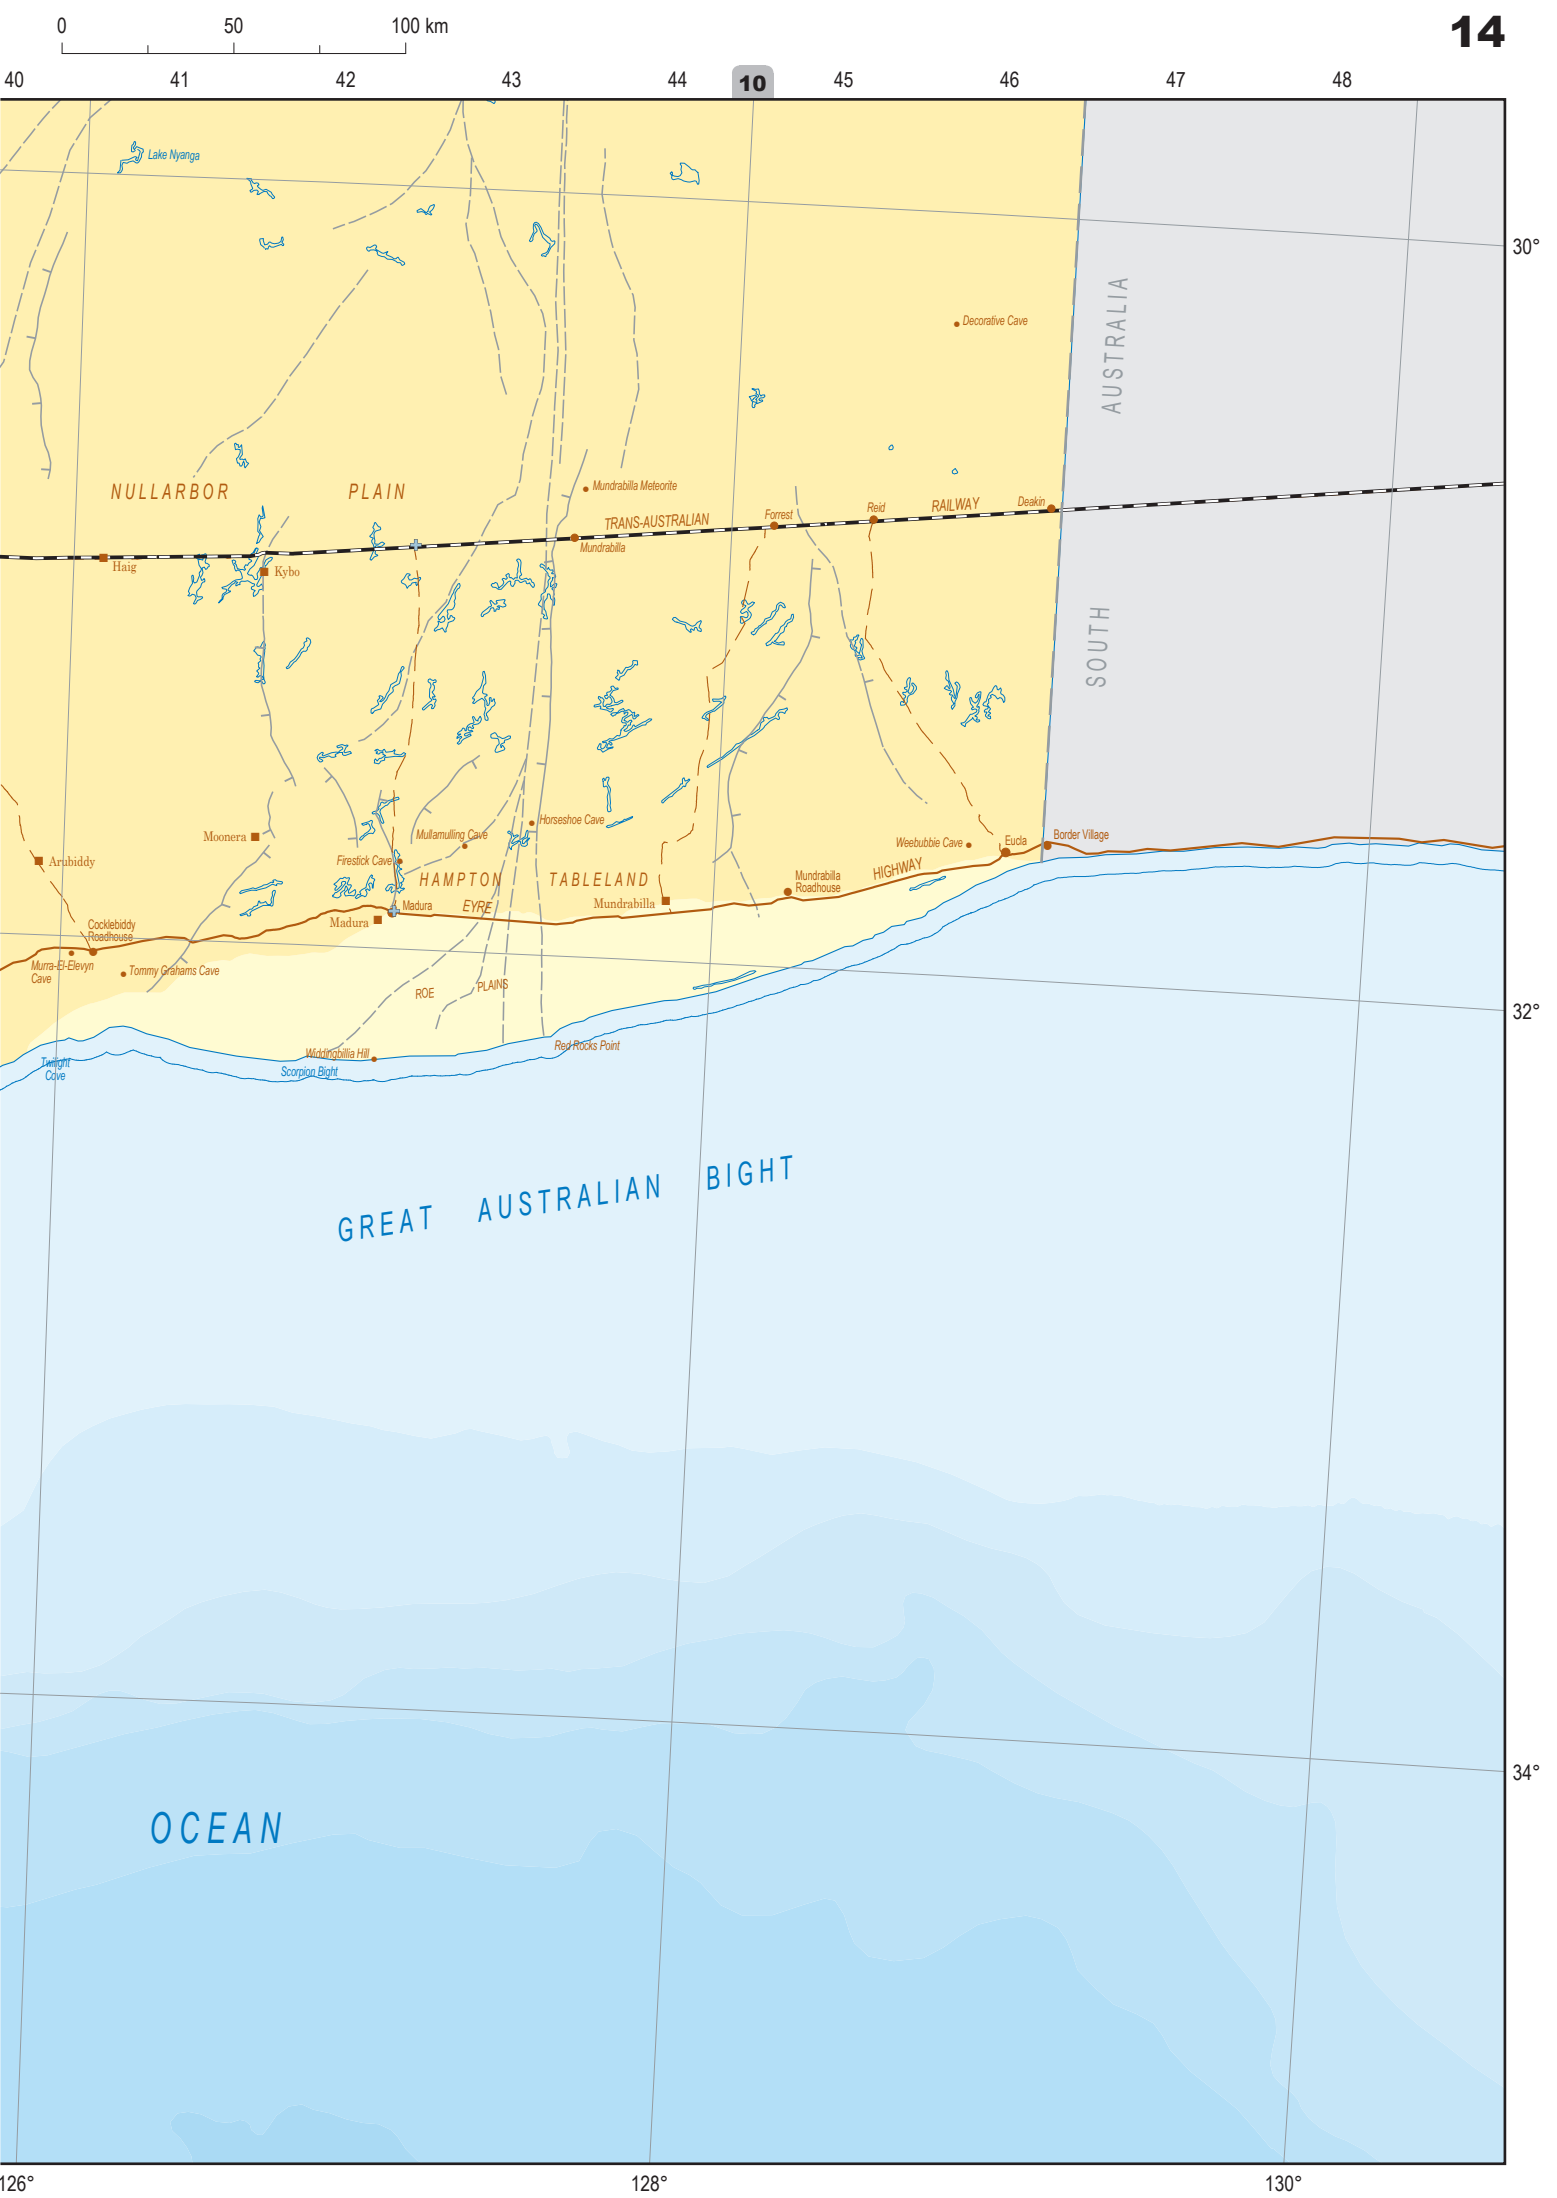 0 50 100 km
14
40 41 42 43 44 10 45 46 47 48
Lake Nyanga
30°
AUSTRALIA
Decorative Cave
NULLARBOR PLAIN
Mundrabilla Meteorite
TRANS-AUSTRALIAN
Forrest
Reid
RAILWAY
Deakin
Mundrabilla
Haig
Kybo
SOUTH
Horseshoe Cave
Moonera
Mullamulling Cave
Weebubbie Cave
Eucla
Border Village
Arubiddy
Firestick Cave
HAMPTON TABLELAND
HIGHWAY
Mundrabilla
Roadhouse
Madura
EYRE
Mundrabilla
Madura
Cocklebiddy
Roadhouse
Murra-El-Elevyn
Cave
Tommy Grahams Cave
ROE PLAINS
32°
Red Rocks Point
Widdingbillia Hill
Twilight
Cove
Scorpion Bight
GREAT AUSTRALIAN BIGHT
34°
OCEAN
126° 128° 130°